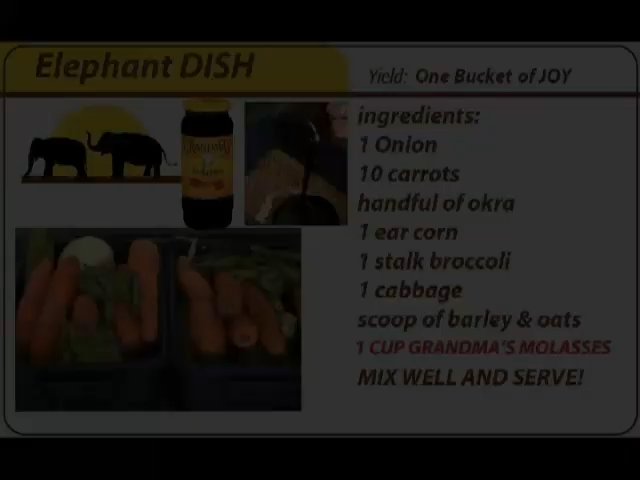 Elephant DISH
Yield: One Bucket of JOY
ingredients:
1 Onion
10 carrots
handful of okra
1 ear corn
1 stalk broccoli
1 cabbage
scoop of barley & oats
1 CUP GRANDMA'S MOLASSES
MIX WELL AND SERVE!